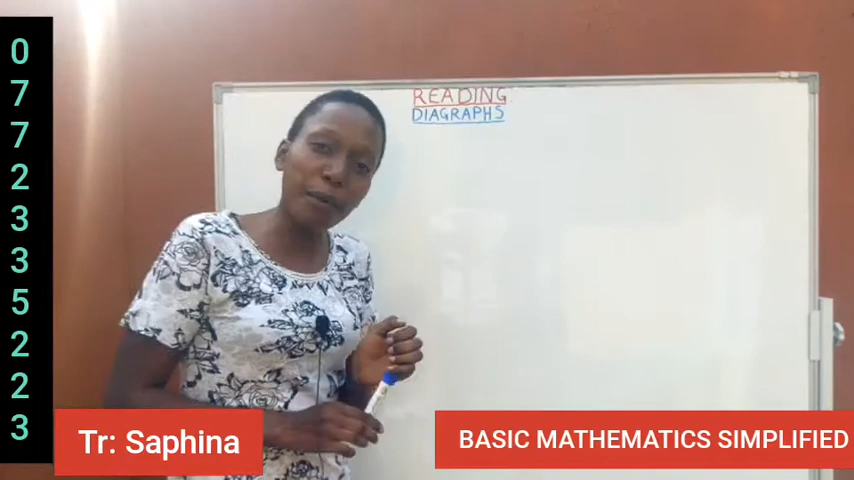 READING
DIAGRAPHS
0
7
7
2
3
3
5
2
2
3
Tr: Saphina
BASIC MATHEMATICS SIMPLIFIED